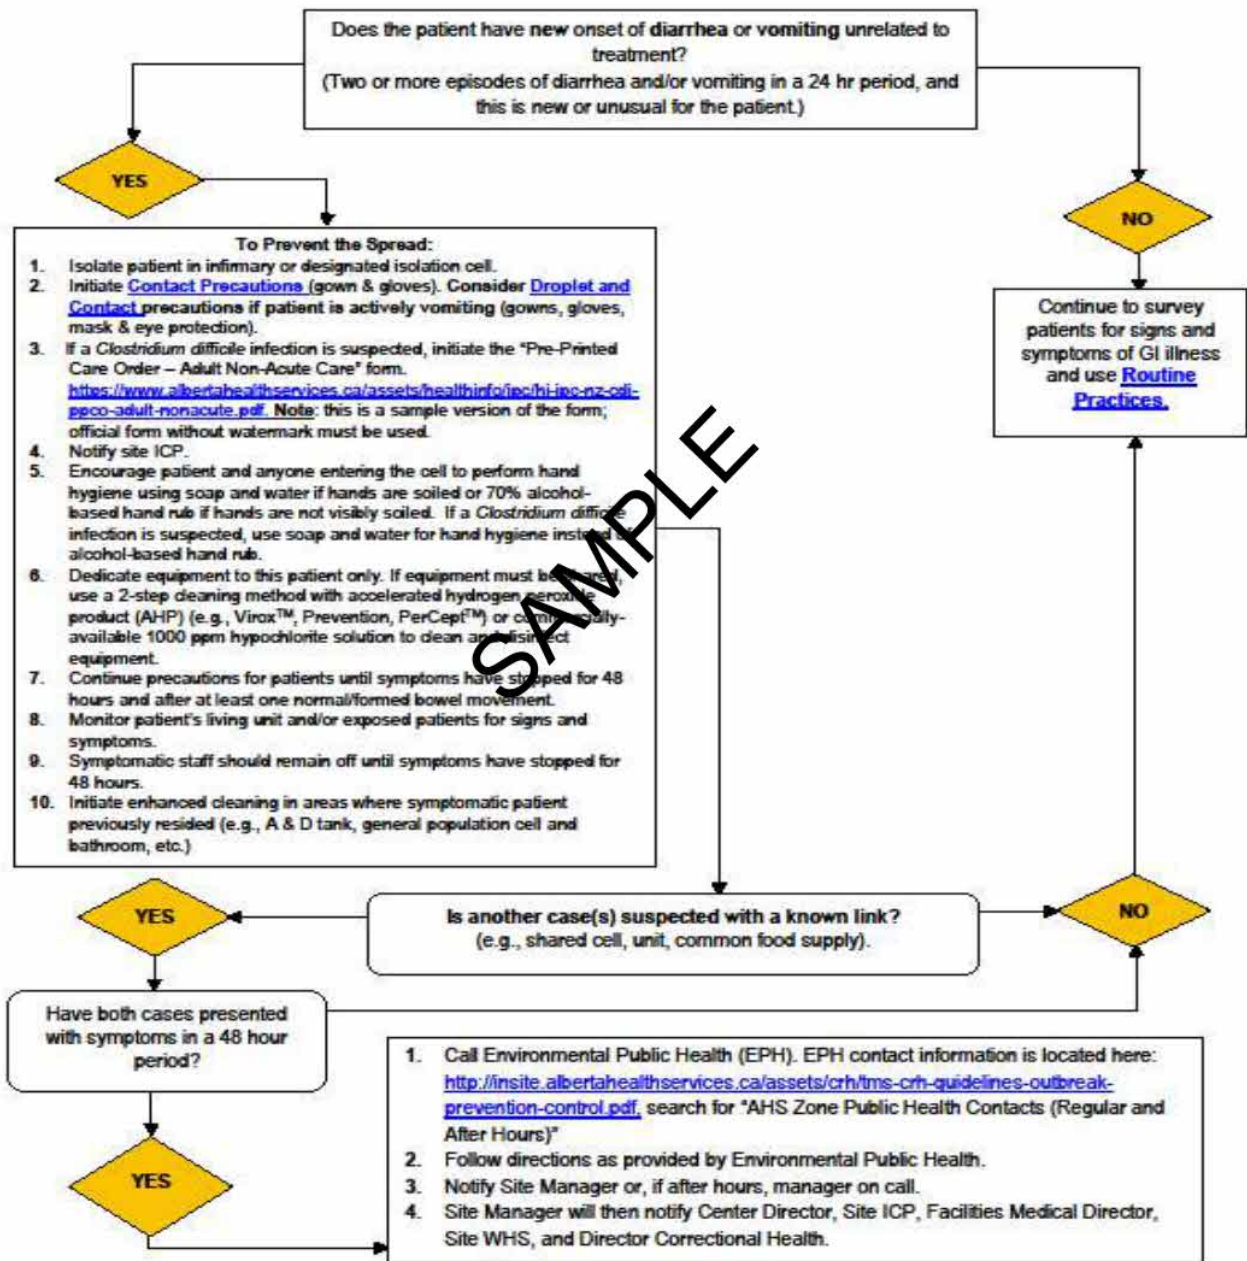 Does the patient have new onset of diarrhea or vomiting unrelated to
treatment?
(Two or more episodes of diarrhea and/or vomiting in a 24 hr period, and
this is new or unusual for the patient.)
YES
NO
To Prevent the Spread:
1. Isolate patient in infirmary or designated isolation cell.
2. Initiate Contact Precautions (gown & gloves). Consider Droplet and
Contact precautions if patient is actively vomiting (gowns, gloves,
mask & eye protection).
3. If a Clostridium difficile infection is suspected, initiate the "Pre-Printed
Care Order – Adult Non-Acute Care" form.
https://www.albertahealthservices.ca/assets/healthinfo/ipc/hi-ipc-nz-cdi-
ppco-adult-nonacute.pdf. Note: this is a sample version of the form;
official form without watermark must be used.
4. Notify site ICP.
5. Encourage patient and anyone entering the cell to perform hand
hygiene using soap and water if hands are soiled or 70% alcohol-
based hand rub if hands are not visibly soiled. If a Clostridium difficile
infection is suspected, use soap and water for hand hygiene instead
alcohol-based hand rub.
6. Dedicate equipment to this patient only. If equipment must be shared,
use a 2-step cleaning method with accelerated hydrogen peroxide
product (AHP) (e.g., Virox™, Prevention, PerCept™) or commercially-
available 1000 ppm hypochlorite solution to clean and disinfect
equipment.
7. Continue precautions for patients until symptoms have stopped for 48
hours and after at least one normal/formed bowel movement.
8. Monitor patient's living unit and/or exposed patients for signs and
symptoms.
9. Symptomatic staff should remain off until symptoms have stopped for
48 hours.
10. Initiate enhanced cleaning in areas where symptomatic patient
previously resided (e.g., A & D tank, general population cell and
bathroom, etc.)
Continue to survey
patients for signs and
symptoms of GI illness
and use Routine
Practices.
SAMPLE
YES
Is another case(s) suspected with a known link?
(e.g., shared cell, unit, common food supply).
NO
Have both cases presented
with symptoms in a 48 hour
period?
YES
1. Call Environmental Public Health (EPH). EPH contact information is located here:
http://insite.albertahealthservices.ca/assets/crh/tms-crh-guidelines-outbreak-
prevention-control.pdf, search for "AHS Zone Public Health Contacts (Regular and
After Hours)"
2. Follow directions as provided by Environmental Public Health.
3. Notify Site Manager or, if after hours, manager on call.
4. Site Manager will then notify Center Director, Site ICP, Facilities Medical Director,
Site WHS, and Director Correctional Health.